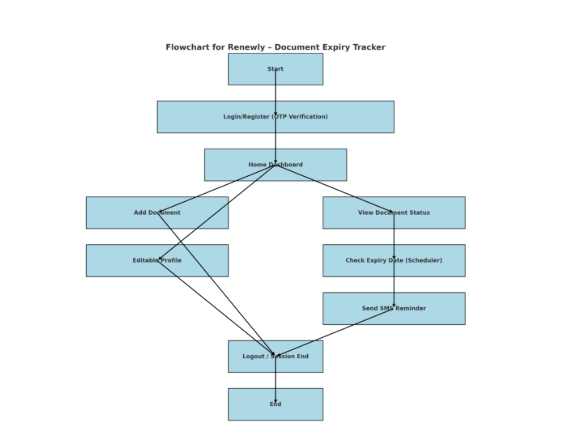 Flowchart for Renewly – Document Expiry Tracker
Start
Login/Register (OTP Verification)
Home Dashboard
Add Document
View Document Status
Editable Profile
Check Expiry Date (Scheduler)
Send SMS Reminder
Logout / Session End
End